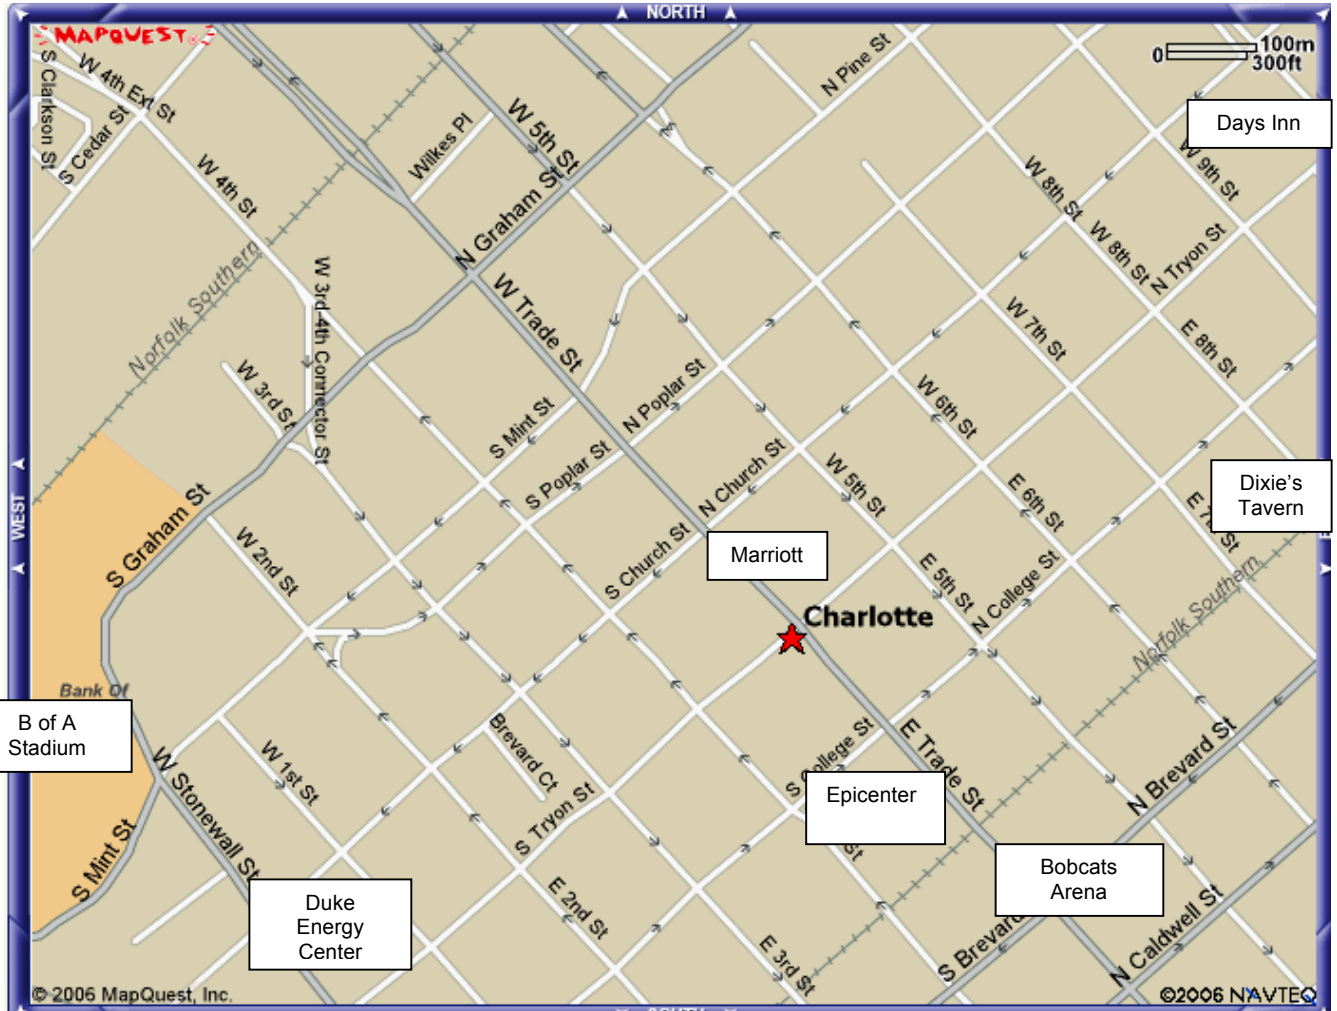 NORTH
MAPQUEST
100m
0
300ft
S Clarkson St
W 4th Ext St
S Cedar St
W 4th St
Wilkes Pl
W 5th St
N Graham St
N Pine St
Days Inn
W 9th St
W 8th St
W 8th St
N Tryon St
Norfolk Southern
W 3rd 4th Connector St
W Trade St
W 7th St
E 8th St
W 3rd St
S Mint St
N Poplar St
W 6th St
S Poplar St
N Church St
W 5th St
E 6th St
Dixie's
Tavern
WEST
S Graham St
W 2nd St
S Church St
Marriott
E 5th St
N College St
Norfolk Southern
Charlotte
Bank Of
B of A
Stadium
W Stonewall St
W 1st St
Brevard Ct
S Tryon St
S College St
E Trade St
Epicenter
N Brevard St
S Mint St
Duke
Energy
Center
E 2nd St
E 3rd St
Bobcats
Arena
S Brevard
N Caldwell St
© 2006 MapQuest, Inc.
©2006 NAVTEQ
SOUTH